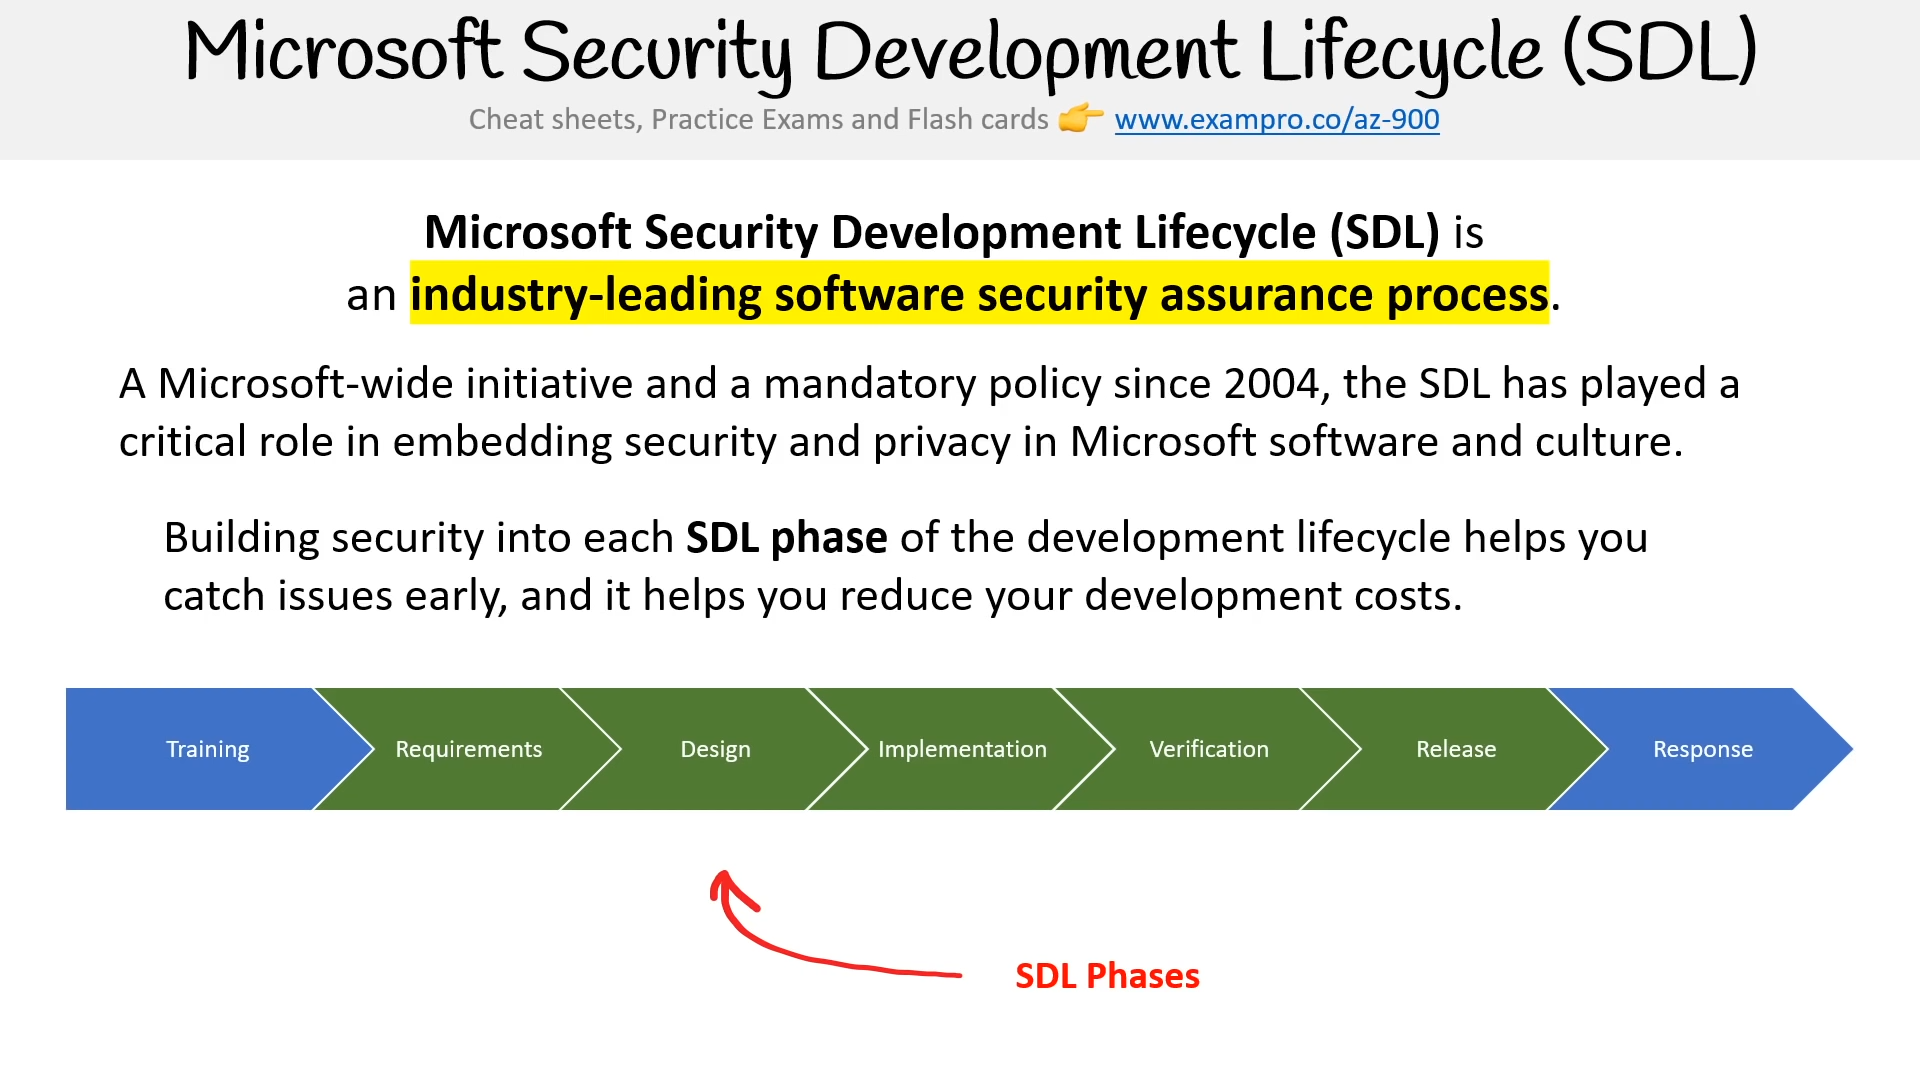 Microsoft Security Development Lifecycle (SDL)
Cheat sheets, Practice Exams and Flash cards 👉 www.exampro.co/az-900
Microsoft Security Development Lifecycle (SDL) is
an industry-leading software security assurance process.
A Microsoft-wide initiative and a mandatory policy since 2004, the SDL has played a
critical role in embedding security and privacy in Microsoft software and culture.
Building security into each SDL phase of the development lifecycle helps you
catch issues early, and it helps you reduce your development costs.
Training
Requirements
Design
Implementation
Verification
Release
Response
SDL Phases